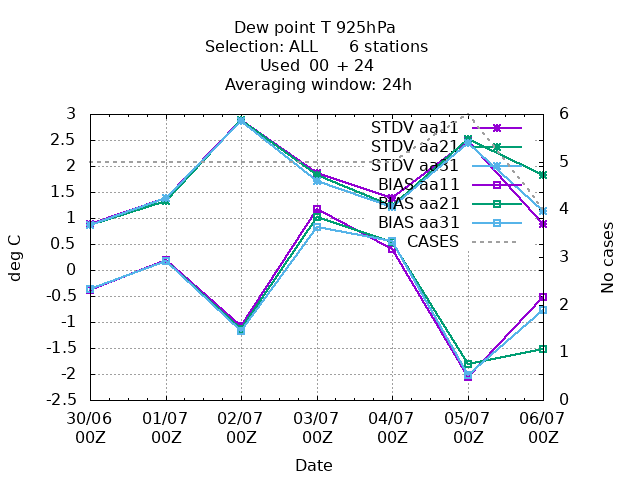 Dew point T 925hPa
Selection: ALL      6 stations
Used  00  + 24
Averaging window: 24h
3
2.5
2
1.5
1
0.5
0
-0.5
-1
-1.5
-2
-2.5
deg C
6
5
4
3
2
1
0
No cases
STDV aa11
STDV aa21
STDV aa31
BIAS aa11
BIAS aa21
BIAS aa31
CASES
30/06 01/07 02/07 03/07 04/07 05/07 06/07
00Z 00Z 00Z 00Z 00Z 00Z 00Z
Date